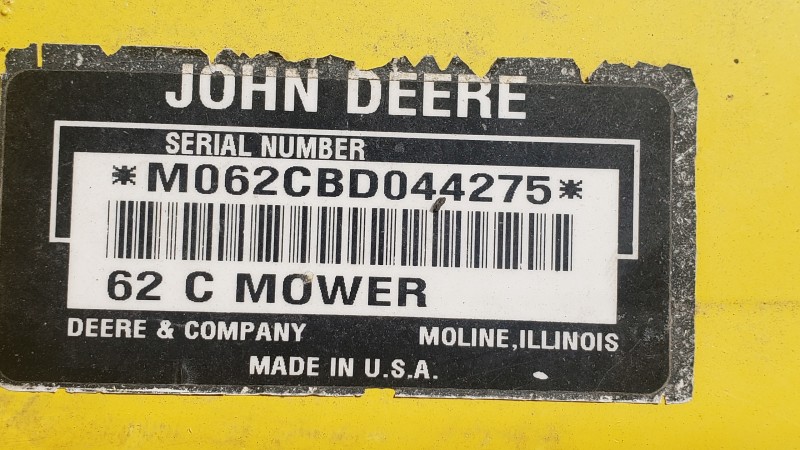 JOHN DEERE
SERIAL NUMBER
*M062CBD044275*
62 C MOWER
DEERE & COMPANY MOLINE, ILLINOIS
MADE IN U.S.A.